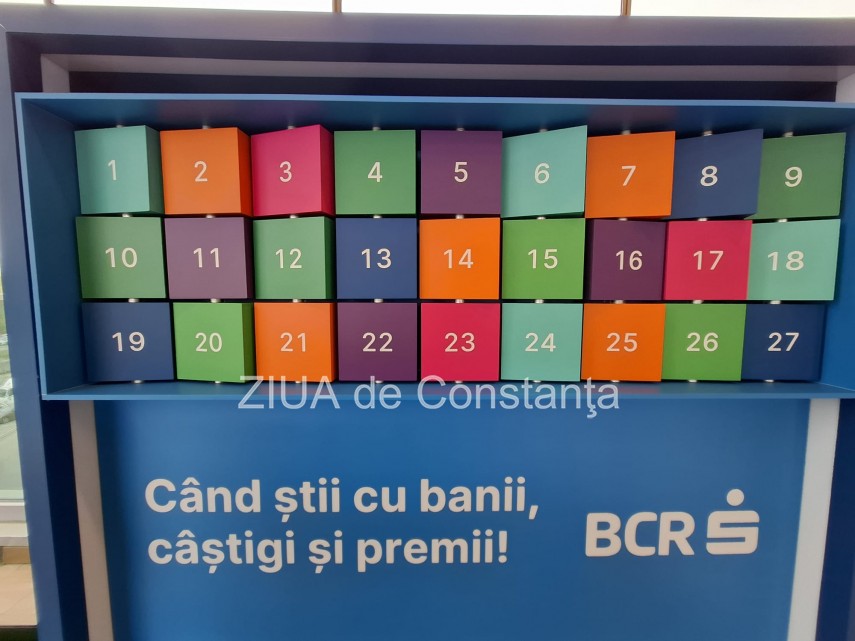 1 2 3 4 5 6 7 8 9
10 11 12 13 14 15 16 17 18
19 20 21 22 23 24 25 26 27
ZIUA de Constanţa
Când știi cu banii,
câștigi și premii!
BCR